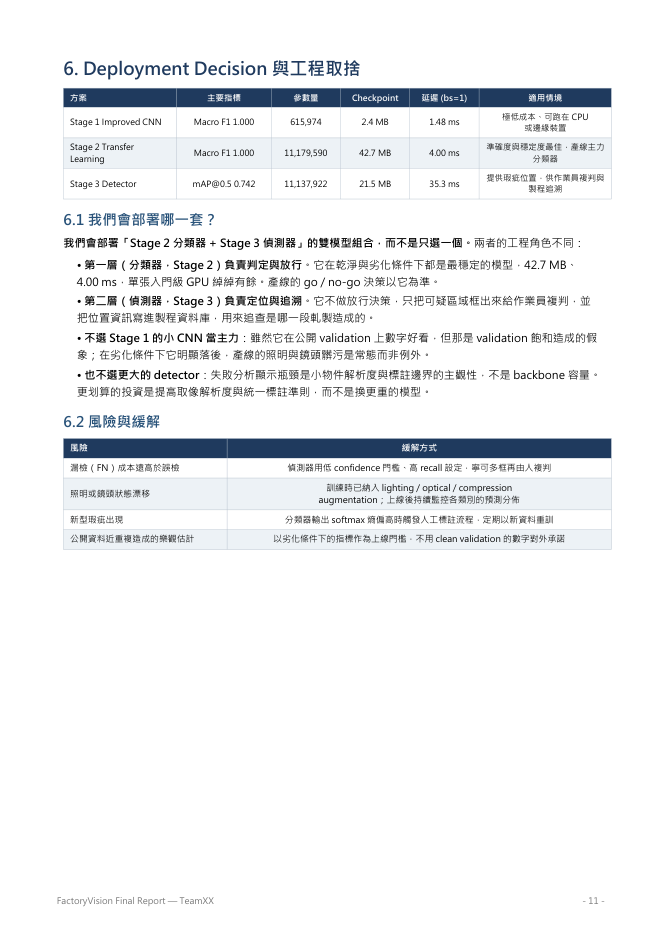 6. Deployment Decision 與工程取捨
方案 主要指標 參數量 Checkpoint 延遲 (bs=1) 適用情境
Stage 1 Improved CNN Macro F1 1.000 615,974 2.4 MB 1.48 ms 極低成本、可跑在 CPU
或邊緣裝置
Stage 2 Transfer
Learning Macro F1 1.000 11,179,590 42.7 MB 4.00 ms 準確度與穩定度最佳，產線主力
分類器
Stage 3 Detector mAP@0.5 0.742 11,137,922 21.5 MB 35.3 ms 提供瑕疵位置，供作業員複判與
製程追溯
6.1 我們會部署哪一套？
我們會部署「Stage 2 分類器 + Stage 3 偵測器」的雙模型組合，而不是只選一個。兩者的工程角色不同：
• 第一層（分類器，Stage 2）負責判定與放行。它在乾淨與劣化條件下都是最穩定的模型，42.7 MB、
4.00 ms，單張入門級 GPU 綽綽有餘。產線的 go / no-go 決策以它為準。
• 第二層（偵測器，Stage 3）負責定位與追溯。它不做放行決策，只把可疑區域框出來給作業員複判，並
把位置資訊寫進製程資料庫，用來追查是哪一段軋製造成的。
• 不選 Stage 1 的小 CNN 當主力：雖然它在公開 validation 上數字好看，但那是 validation 飽和造成的假
象；在劣化條件下它明顯落後，產線的照明與鏡頭髒污是常態而非例外。
• 也不選更大的 detector：失敗分析顯示瓶頸是小物件解析度與標註邊界的主觀性，不是 backbone 容量。
更划算的投資是提高取像解析度與統一標註準則，而不是換更重的模型。
6.2 風險與緩解
風險 緩解方式
漏檢（FN）成本遠高於誤檢 偵測器用低 confidence 門檻、高 recall 設定，寧可多框再由人複判
照明或鏡頭狀態漂移 訓練時已納入 lighting / optical / compression
augmentation；上線後持續監控各類別的預測分佈
新型瑕疵出現 分類器輸出 softmax 熵偏高時觸發人工標註流程，定期以新資料重訓
公開資料近重複造成的樂觀估計 以劣化條件下的指標作為上線門檻，不用 clean validation 的數字對外承諾
FactoryVision Final Report — TeamXX - 11 -